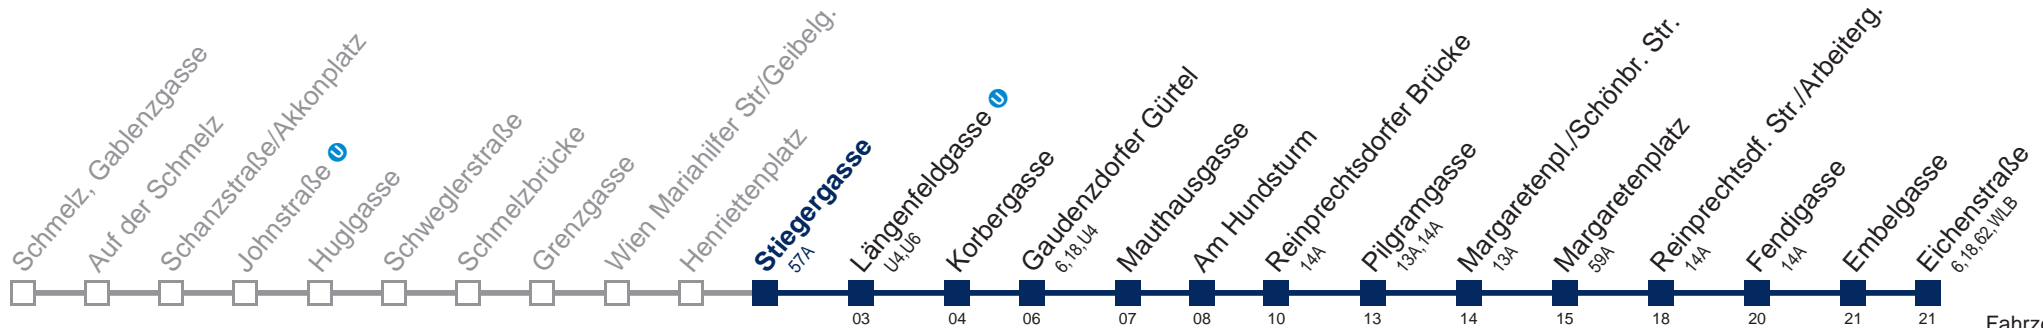 Schmelz, Gablenzgasse
Auf der Schmelz
Schanzstraße/Akkonplatz
Johnstraße U
Huglgasse
Schweglerstraße
Schmelzbrücke
Grenzgasse
Wien Mariahilfer Str/Geibelg.
Henriettenplatz
Stiegergasse
57A
Längenfeldgasse U
U4,U6
03
Korbergasse
04
Gaudenzdorfer Gürtel
6,18,U4
06
Mauthausgasse
07
Am Hundsturm
08
Reinprechtsdorfer Brücke
14A
10
Pilgramgasse
13A,14A
13
Margaretenpl./Schönbr. Str.
13A
14
Margaretenplatz
59A
15
Reinprechtsdf. Str./Arbeiterg.
14A
18
Fendigasse
14A
20
Embelgasse
21
Eichenstraße
6,18,62,WLB
21